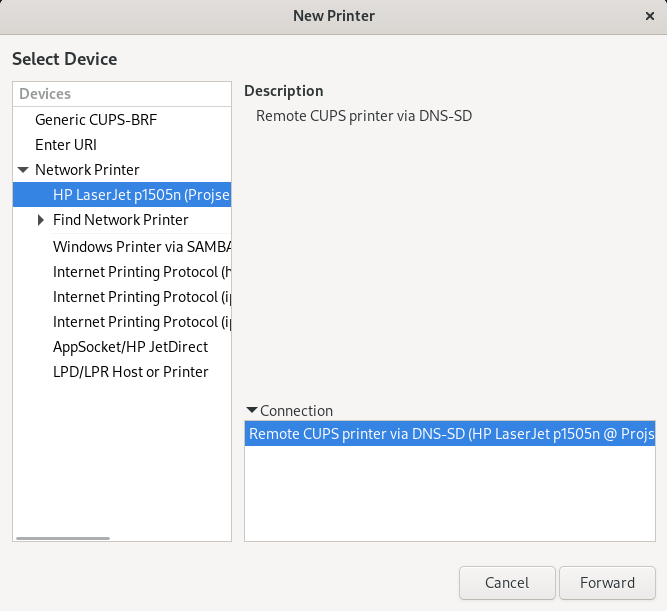 New Printer
Select Device
Devices
Generic CUPS-BRF
Enter URI
Network Printer
HP LaserJet p1505n (Projse
Find Network Printer
Windows Printer via SAMBA
Internet Printing Protocol (h
Internet Printing Protocol (ip
Internet Printing Protocol (ip
AppSocket/HP JetDirect
LPD/LPR Host or Printer
Description
Remote CUPS printer via DNS-SD
Connection
Remote CUPS printer via DNS-SD (HP LaserJet p1505n @ Projs
Cancel
Forward